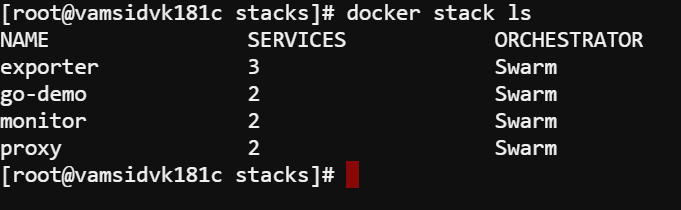 [root@vamsidvk181c stacks]# docker stack ls
NAME                SERVICES            ORCHESTRATOR
exporter            3                   Swarm
go-demo             2                   Swarm
monitor             2                   Swarm
proxy               2                   Swarm
[root@vamsidvk181c stacks]#